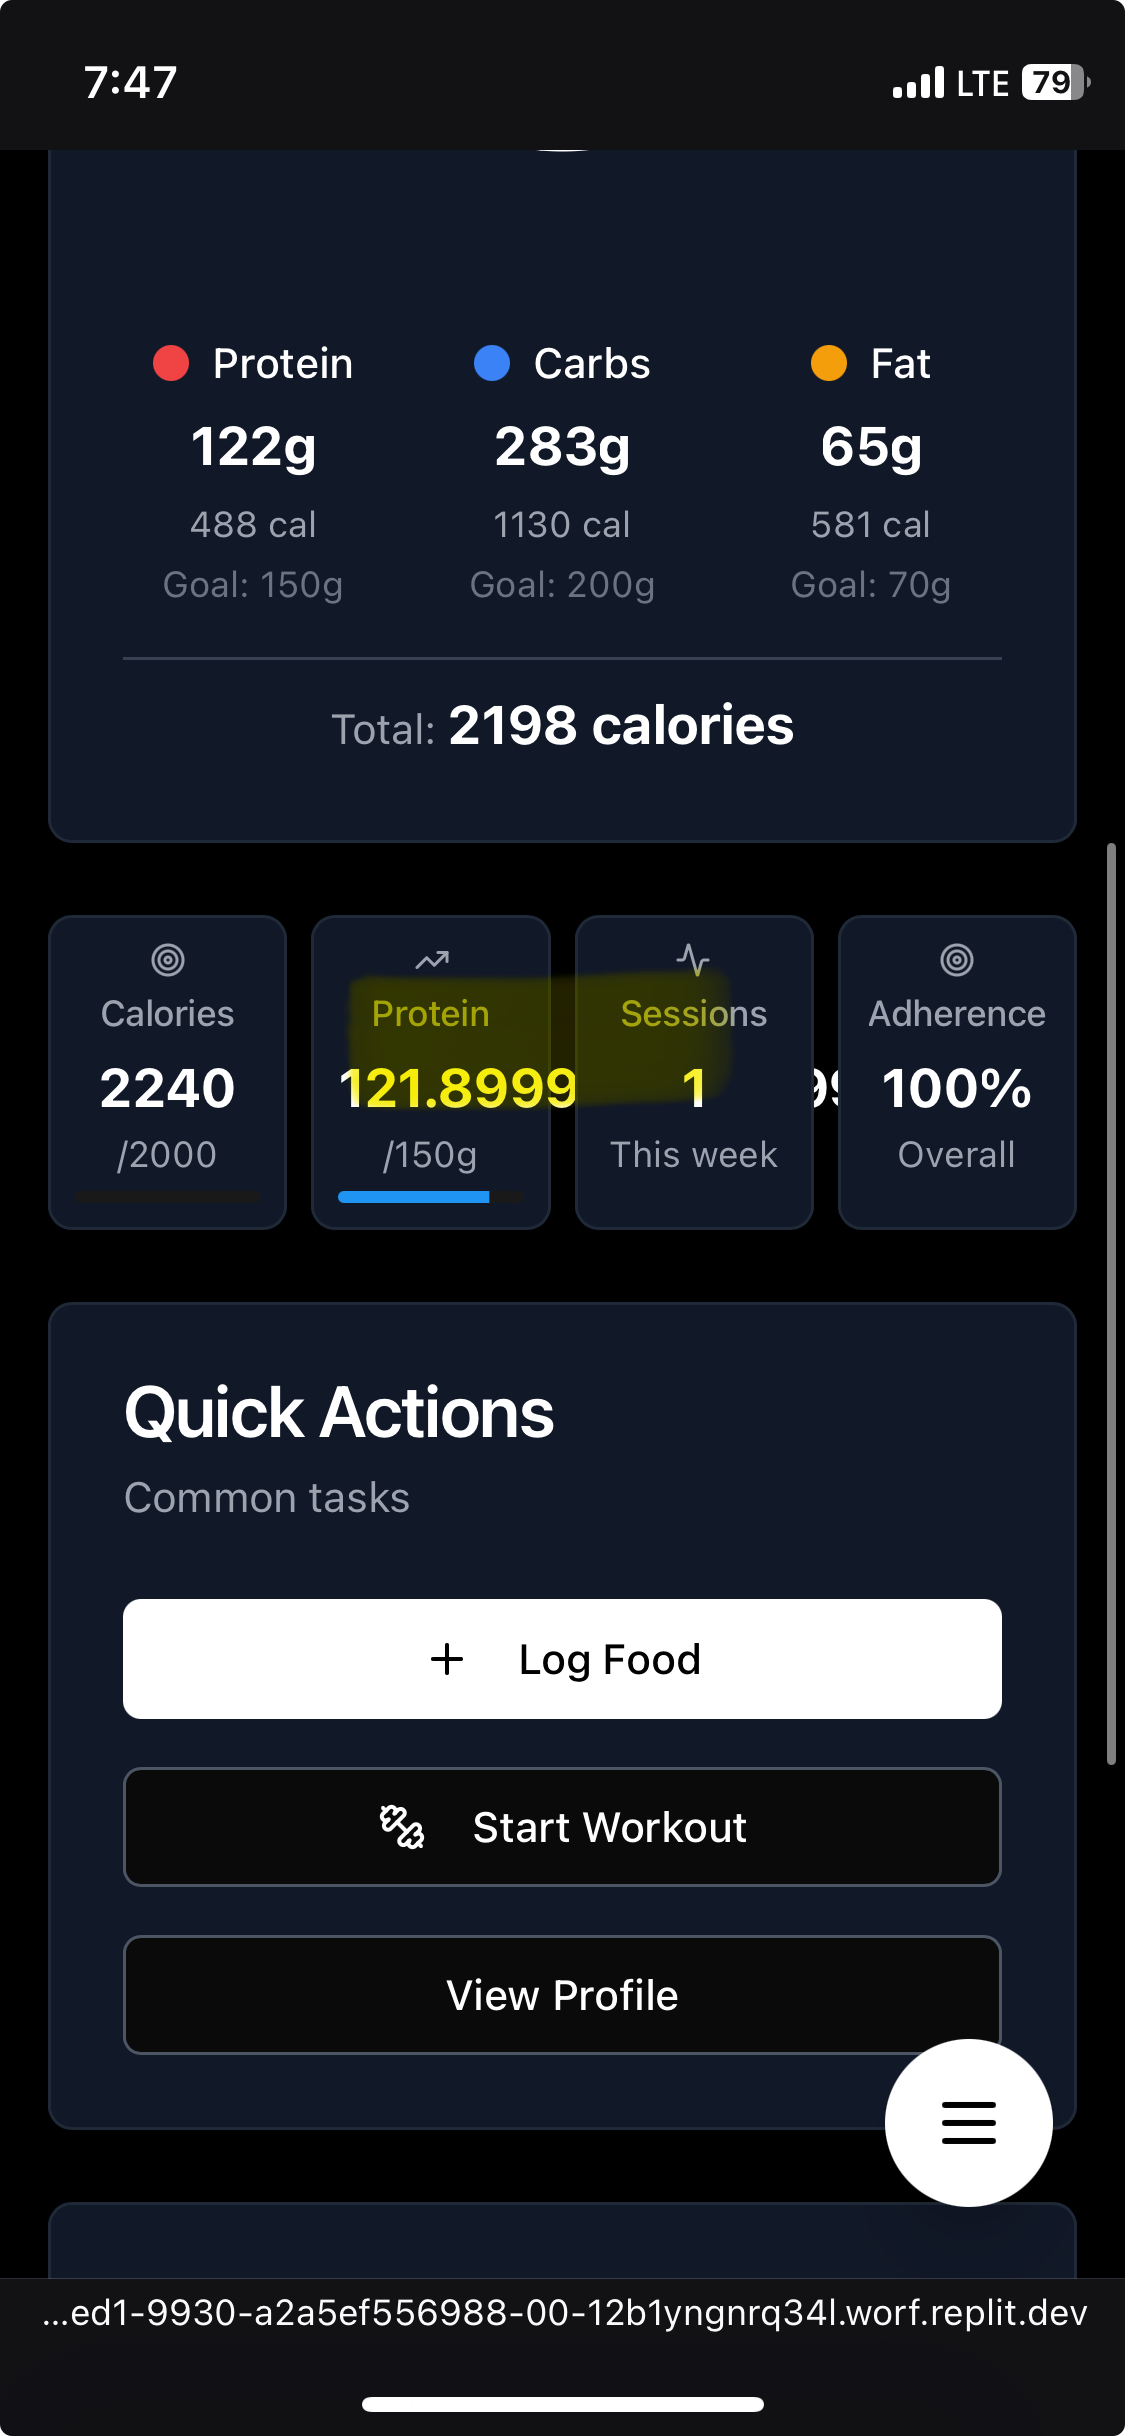 7:47 LTE 79
Protein Carbs Fat
122g 283g 65g
488 cal 1130 cal 581 cal
Goal: 150g Goal: 200g Goal: 70g
Total: 2198 calories
Calories Protein Sessions Adherence
2240 121.8999 1 99 100%
/2000 /150g This week Overall
Quick Actions
Common tasks
+ Log Food
Start Workout
View Profile
...ed1-9930-a2a5ef556988-00-12b1yngnrq34l.worf.replit.dev